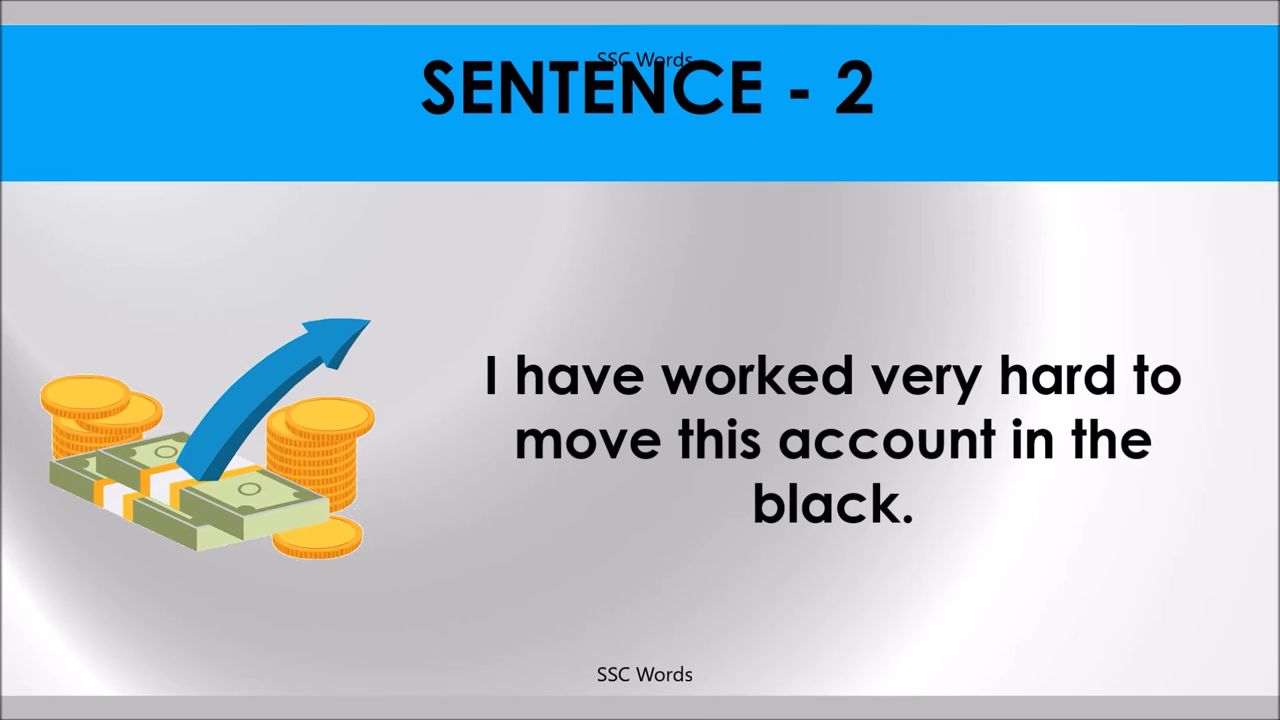 SSC Words
SENTENCE - 2
I have worked very hard to
move this account in the
black.
SSC Words